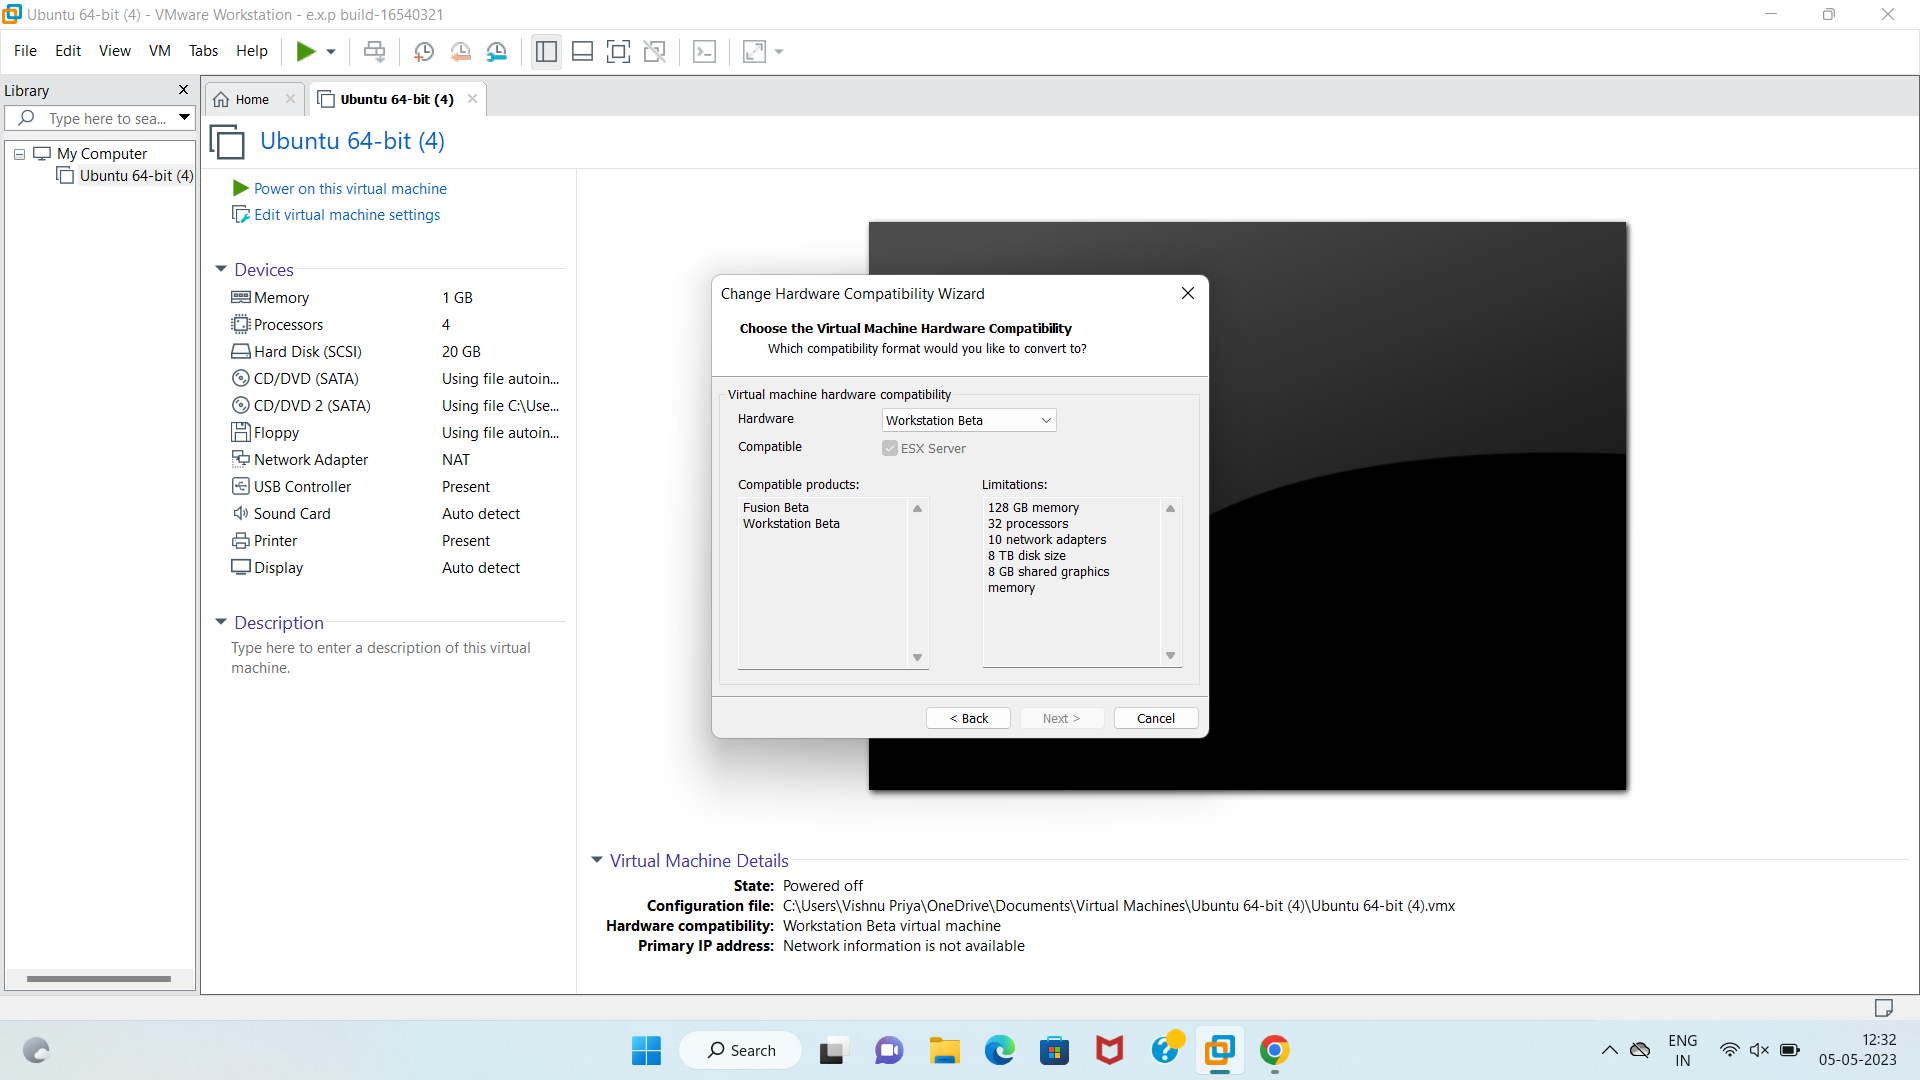 Ubuntu 64-bit (4) - VMware Workstation - e.x.p build-16540321
File Edit View VM Tabs Help
Library
Type here to sea...
My Computer
Ubuntu 64-bit (4)
Home
Ubuntu 64-bit (4)
Ubuntu 64-bit (4)
Power on this virtual machine
Edit virtual machine settings
Devices
Memory 1 GB
Processors 4
Hard Disk (SCSI) 20 GB
CD/DVD (SATA) Using file autoin...
CD/DVD 2 (SATA) Using file C:\Use...
Floppy Using file autoin...
Network Adapter NAT
USB Controller Present
Sound Card Auto detect
Printer Present
Display Auto detect
Description
Type here to enter a description of this virtual
machine.
Change Hardware Compatibility Wizard
Choose the Virtual Machine Hardware Compatibility
Which compatibility format would you like to convert to?
Virtual machine hardware compatibility
Hardware Workstation Beta
Compatible ESX Server
Compatible products:
Fusion Beta
Workstation Beta
Limitations:
128 GB memory
32 processors
10 network adapters
8 TB disk size
8 GB shared graphics
memory
< Back Next > Cancel
Virtual Machine Details
State: Powered off
Configuration file: C:\Users\Vishnu Priya\OneDrive\Documents\Virtual Machines\Ubuntu 64-bit (4)\Ubuntu 64-bit (4).vmx
Hardware compatibility: Workstation Beta virtual machine
Primary IP address: Network information is not available
Search
ENG
IN
12:32
05-05-2023